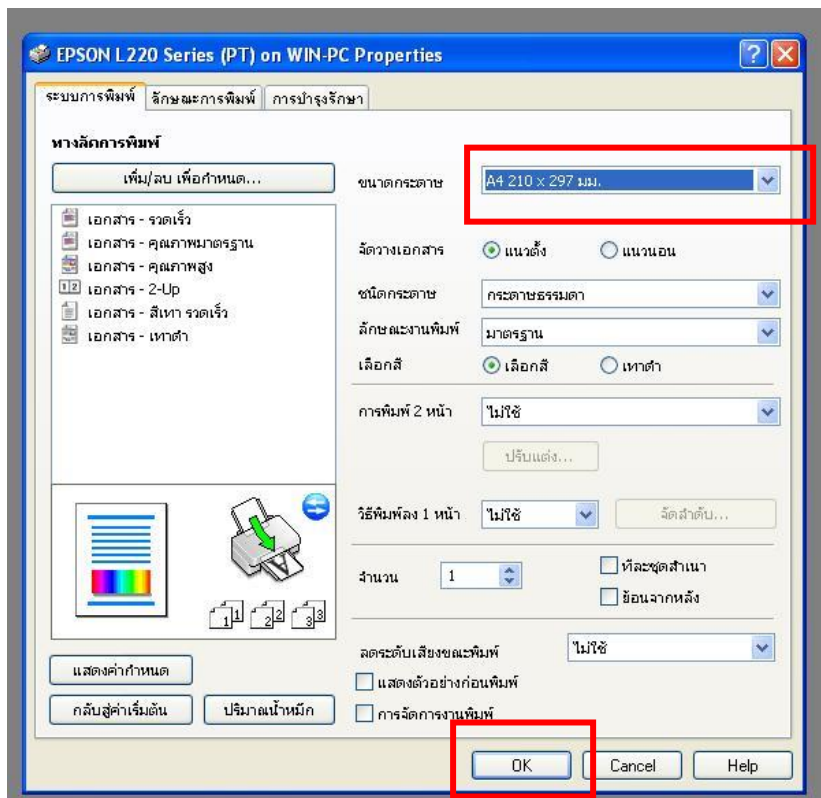 EPSON L220 Series (PT) on WIN-PC Properties
ระบบการพิมพ์ ลักษณะการพิมพ์ การบำรุงรักษา
ทางลัดการพิมพ์
เพิ่ม/ลบ เพื่อกำหนด...
เอกสาร - รวดเร็ว
เอกสาร - คุณภาพมาตรฐาน
เอกสาร - คุณภาพสูง
1 2 เอกสาร - 2-Up
เอกสาร - สีเทา รวดเร็ว
เอกสาร - เทาดำ
1 1 2 2 3 3
แสดงค่ากำหนด
กลับสู่ค่าเริ่มต้น ปริมาณน้ำหมึก
ขนาดกระดาษ A4 210 x 297 มม.
จัดวางเอกสาร แนวตั้ง แนวนอน
ชนิดกระดาษ กระดาษธรรมดา
ลักษณะงานพิมพ์ มาตรฐาน
เลือกสี เลือกสี เทาดำ
การพิมพ์ 2 หน้า ไม่ใช้
ปรับแต่ง...
วิธีพิมพ์ลง 1 หน้า ไม่ใช้ จัดลำดับ...
จำนวน 1 ทีละชุดสำเนา
ย้อนจากหลัง
ลดระดับเสียงขณะพิมพ์ ไม่ใช้
แสดงตัวอย่างก่อนพิมพ์
การจัดการงานพิมพ์
OK Cancel Help